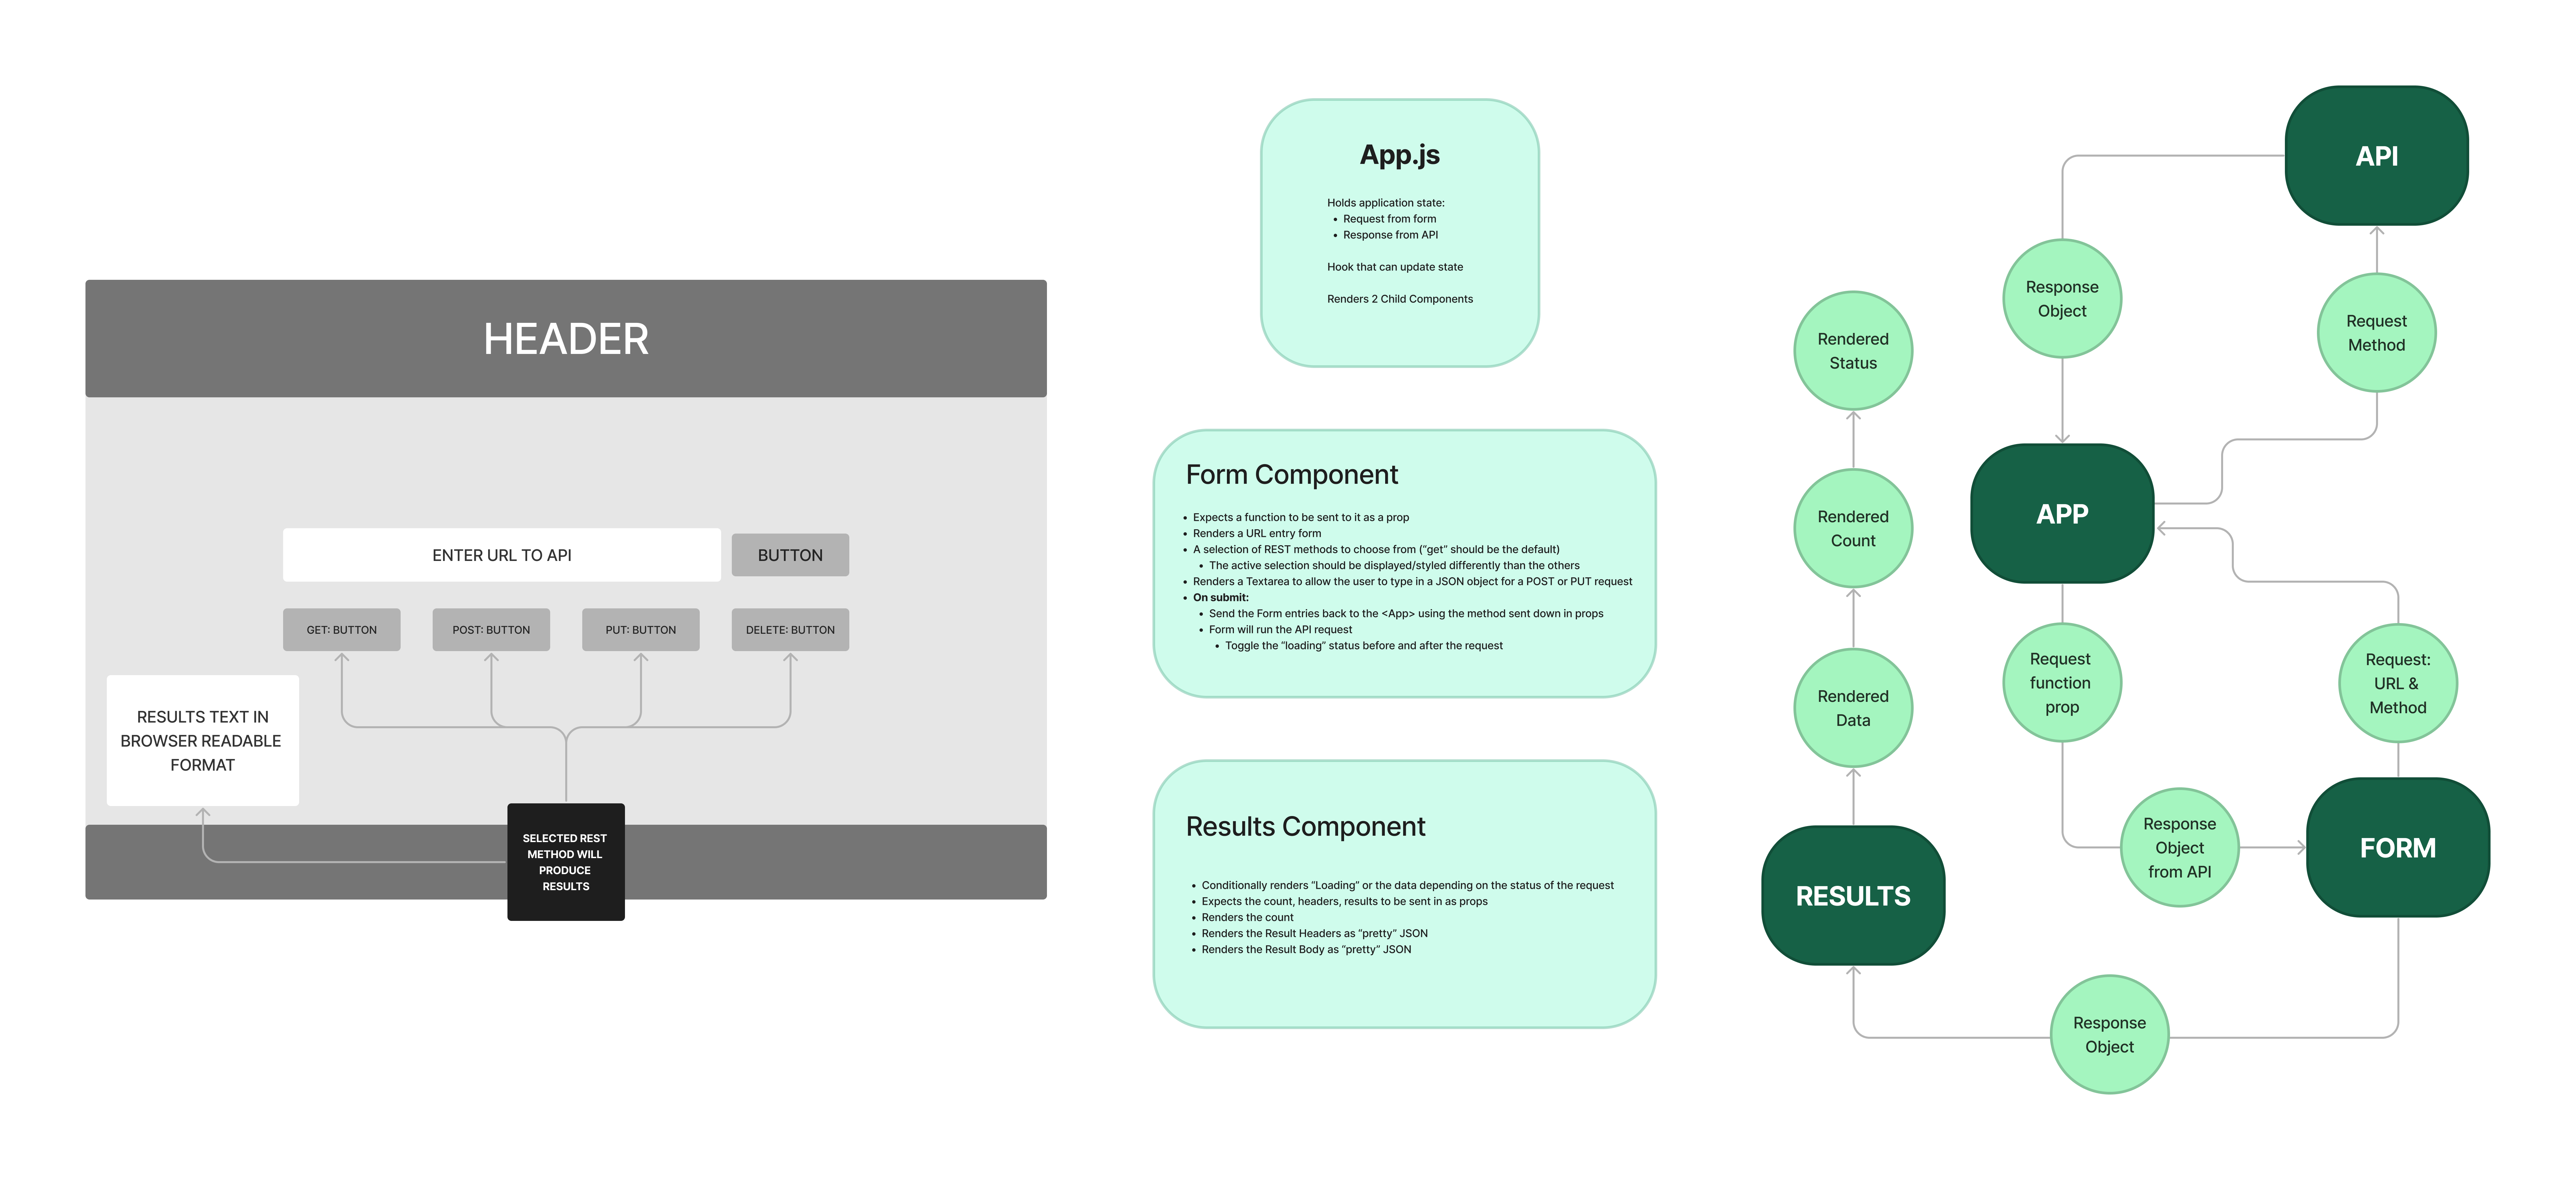 HEADER
ENTER URL TO API
BUTTON
GET: BUTTON
POST: BUTTON
PUT: BUTTON
DELETE: BUTTON
RESULTS TEXT IN
BROWSER READABLE
FORMAT
SELECTED REST
METHOD WILL
PRODUCE
RESULTS
App.js
Holds application state:
• Request from form
• Response from API
Hook that can update state
Renders 2 Child Components
Form Component
• Expects a function to be sent to it as a prop
• Renders a URL entry form
• A selection of REST methods to choose from (“get” should be the default)
• The active selection should be displayed/styled differently than the others
• Renders a Textarea to allow the user to type in a JSON object for a POST or PUT request
• On submit:
• Send the Form entries back to the <App> using the method sent down in props
• Form will run the API request
• Toggle the “loading” status before and after the request
Results Component
• Conditionally renders “Loading” or the data depending on the status of the request
• Expects the count, headers, results to be sent in as props
• Renders the count
• Renders the Result Headers as “pretty” JSON
• Renders the Result Body as “pretty” JSON
Rendered
Status
Rendered
Count
Rendered
Data
RESULTS
API
Response
Object
Request
Method
APP
Request
function
prop
Request:
URL &
Method
Response
Object
from API
FORM
Response
Object